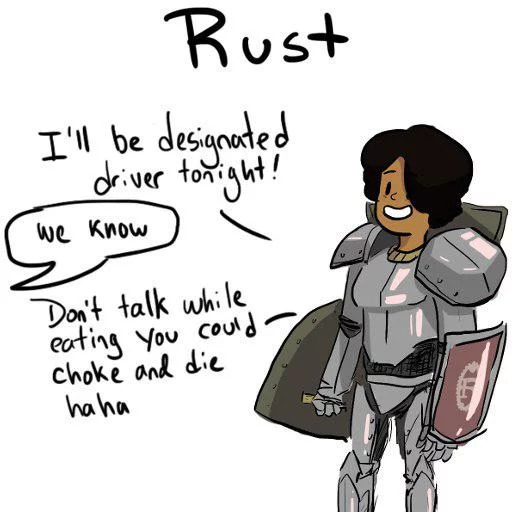 Rust
I'll be designated
driver tonight!
we know
Don't talk while
eating you could
choke and die
haha